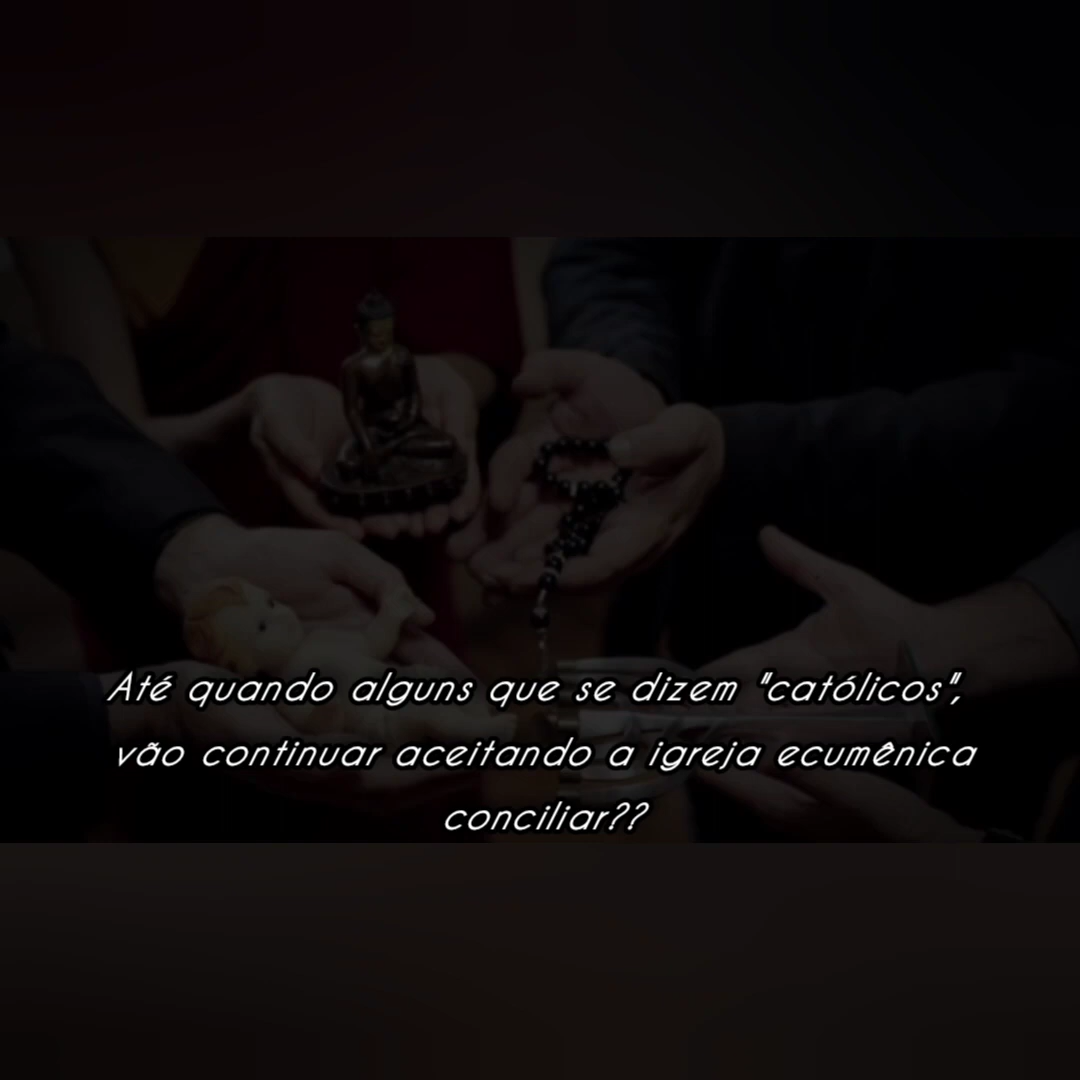 Até quando alguns que se dizem "católicos",
vão continuar aceitando a igreja ecumênica
conciliar??